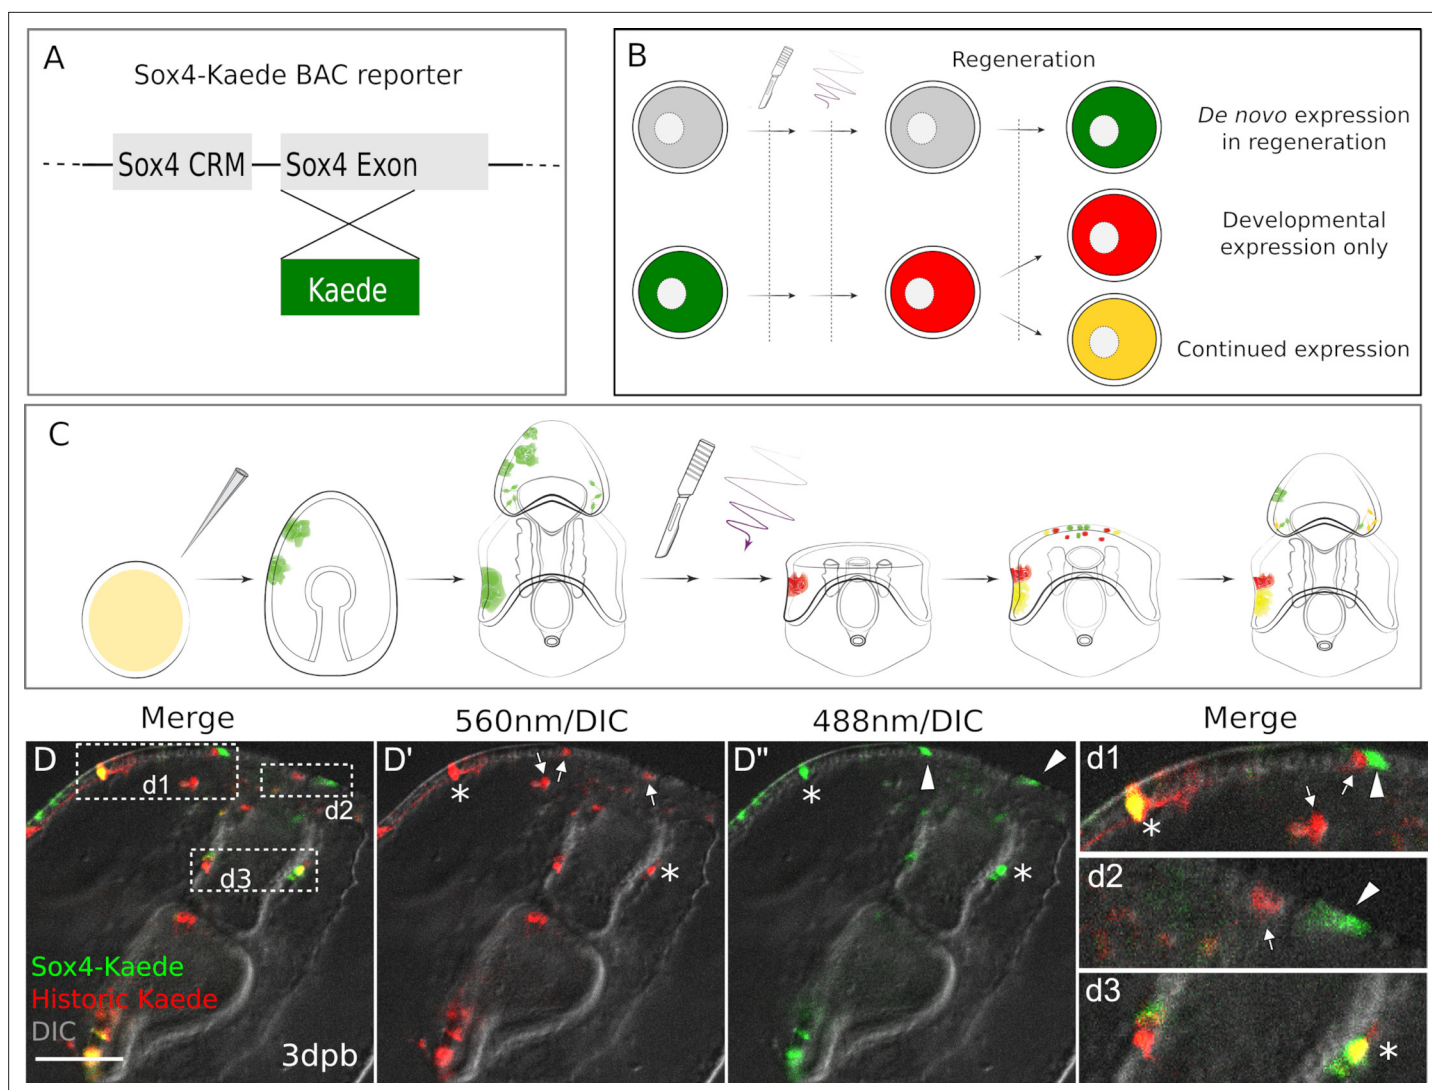 A
Sox4-Kaede BAC reporter
Sox4 CRM
Sox4 Exon
Kaede
B
Regeneration
De novo expression
in regeneration
Developmental
expression only
Continued expression
C
Merge
560nm/DIC
488nm/DIC
Merge
D
d1
d2
d3
Sox4-Kaede
Historic Kaede
DIC
3dpb
D'
*
*
D"
*
*
d1
*
d2
d3
*